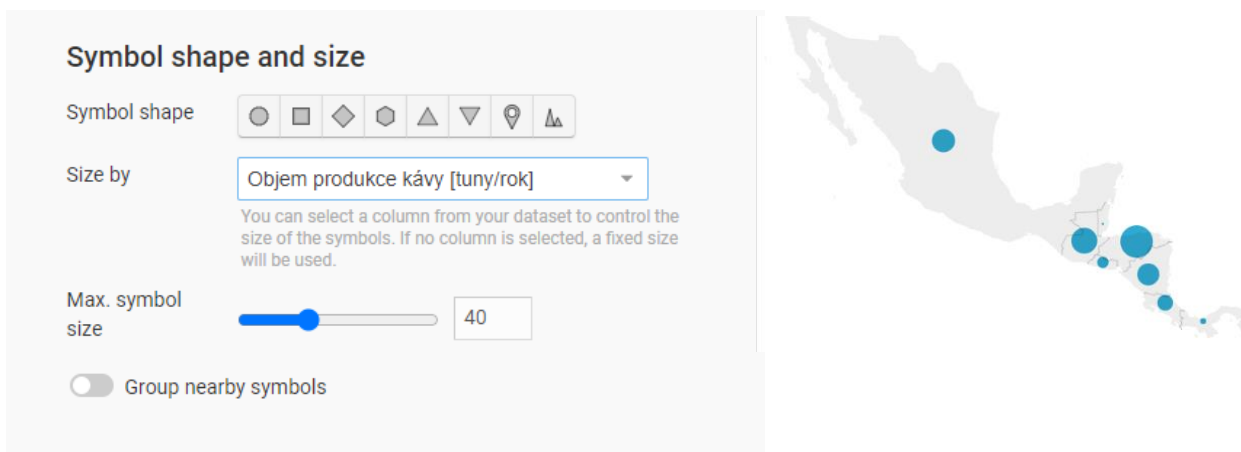 Symbol shape and size
Symbol shape
Size by
Objem produkce kávy [tuny/rok]
You can select a column from your dataset to control the
size of the symbols. If no column is selected, a fixed size
will be used.
Max. symbol
size
40
Group nearby symbols